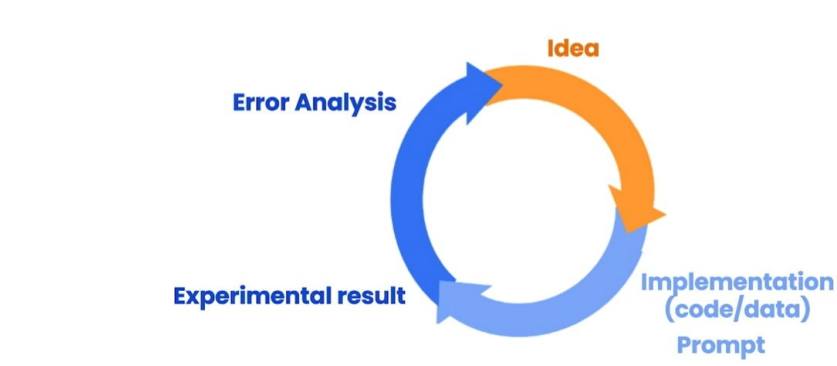 Idea
Error Analysis
Implementation
(code/data)
Experimental result
Prompt